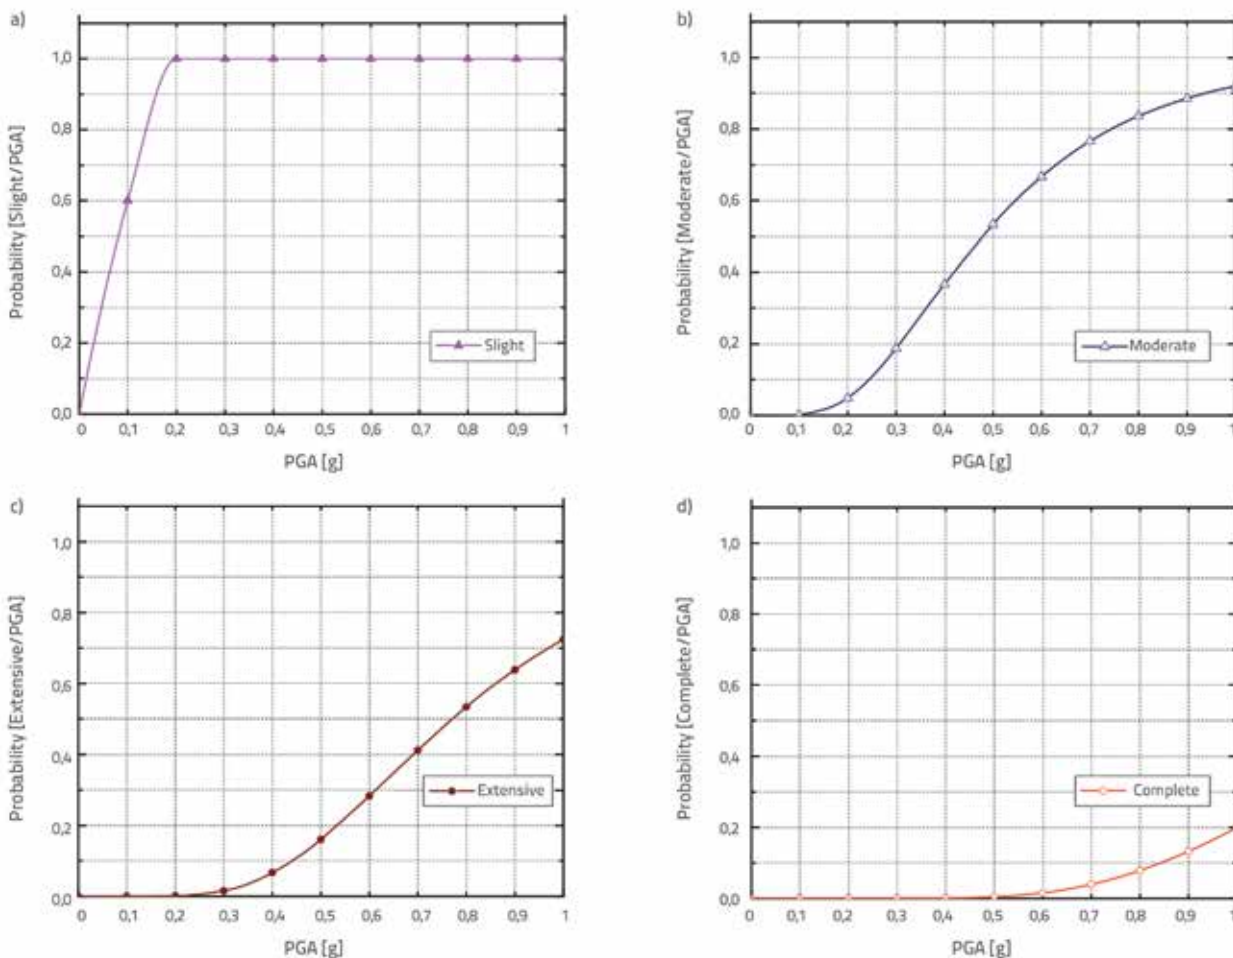 a)
Probability [Slight/PGA]
1,0
0,8
0,6
0,4
0,2
0,0
Slight
0 0,1 0,2 0,3 0,4 0,5 0,6 0,7 0,8 0,9 1
PGA [g]
b)
Probability [Moderate/PGA]
1,0
0,8
0,6
0,4
0,2
0,0
Moderate
0 0,1 0,2 0,3 0,4 0,5 0,6 0,7 0,8 0,9 1
PGA [g]
c)
Probability [Extensive/PGA]
1,0
0,8
0,6
0,4
0,2
0,0
Extensive
0 0,1 0,2 0,3 0,4 0,5 0,6 0,7 0,8 0,9 1
PGA [g]
d)
Probability [Complete/PGA]
1,0
0,8
0,6
0,4
0,2
0,0
Complete
0 0,1 0,2 0,3 0,4 0,5 0,6 0,7 0,8 0,9 1
PGA [g]